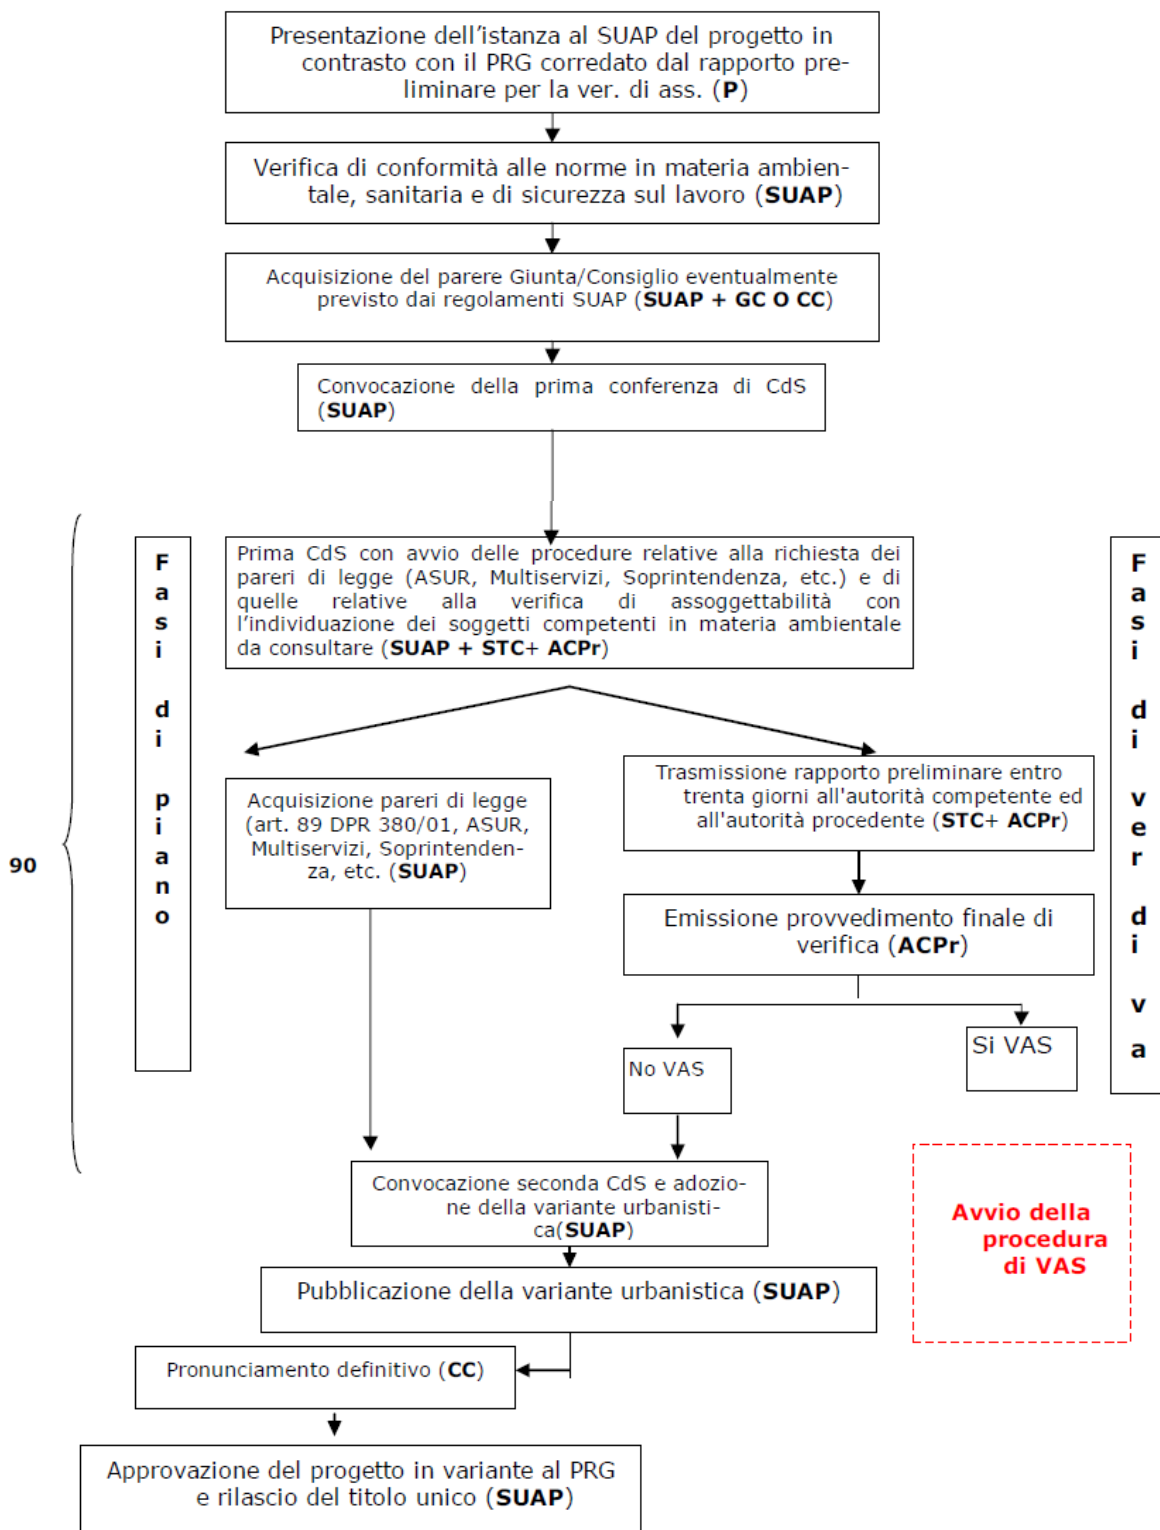 Presentazione dell'istanza al SUAP del progetto in
contrasto con il PRG corredato dal rapporto pre-
liminare per la ver. di ass. (P)
Verifica di conformità alle norme in materia ambien-
tale, sanitaria e di sicurezza sul lavoro (SUAP)
Acquisizione del parere Giunta/Consiglio eventualmente
previsto dai regolamenti SUAP (SUAP + GC O CC)
Convocazione della prima conferenza di CdS
(SUAP)
90
Fasi di piano
Prima CdS con avvio delle procedure relative alla richiesta dei
pareri di legge (ASUR, Multiservizi, Soprintendenza, etc.) e di
quelle relative alla verifica di assoggettabilità con
l'individuazione dei soggetti competenti in materia ambientale
da consultare (SUAP + STC+ ACPr)
Fasi di ver di va
Acquisizione pareri di legge
(art. 89 DPR 380/01, ASUR,
Multiservizi, Soprintenden-
za, etc. (SUAP)
Trasmissione rapporto preliminare entro
trenta giorni all'autorità competente ed
all'autorità procedente (STC+ ACPr)
Emissione provvedimento finale di
verifica (ACPr)
No VAS
Si VAS
Convocazione seconda CdS e adozio-
ne della variante urbanisti-
ca(SUAP)
Avvio della
procedura
di VAS
Pubblicazione della variante urbanistica (SUAP)
Pronunciamento definitivo (CC)
Approvazione del progetto in variante al PRG
e rilascio del titolo unico (SUAP)